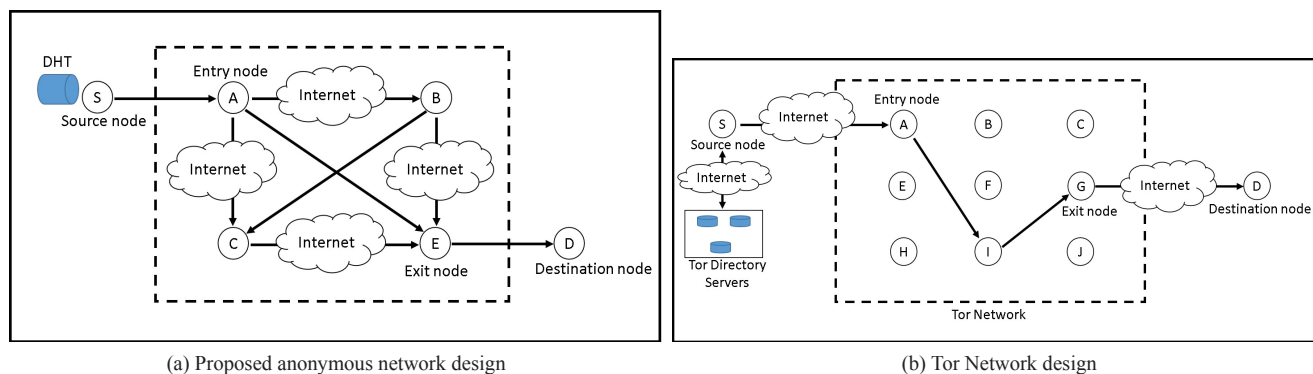 DHT
S
Source node
Entry node
A
Internet
B
Internet
Internet
C
Internet
E
Exit node
D
Destination node
(a) Proposed anonymous network design
S
Source node
Internet
Internet
Tor Directory
Servers
Entry node
A
B
C
E
F
G
Exit node
Internet
D
Destination node
H
I
J
Tor Network
(b) Tor Network design